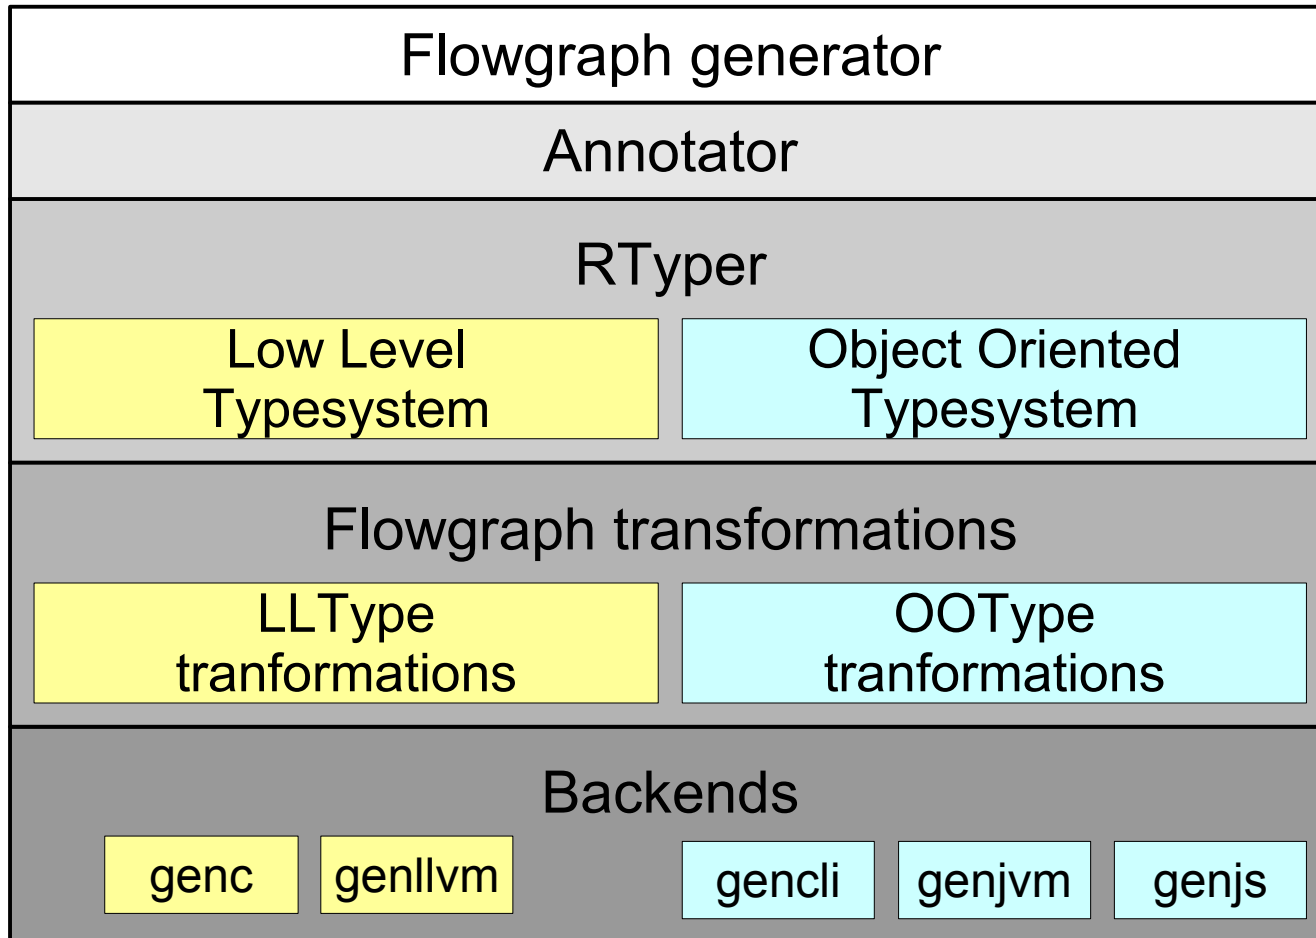 Flowgraph generator
Annotator
RTyper
Low Level
Typesystem
Object Oriented
Typesystem
Flowgraph transformations
LLType
tranformations
OOType
tranformations
Backends
genc
genllvm
gencli
genjvm
genjs